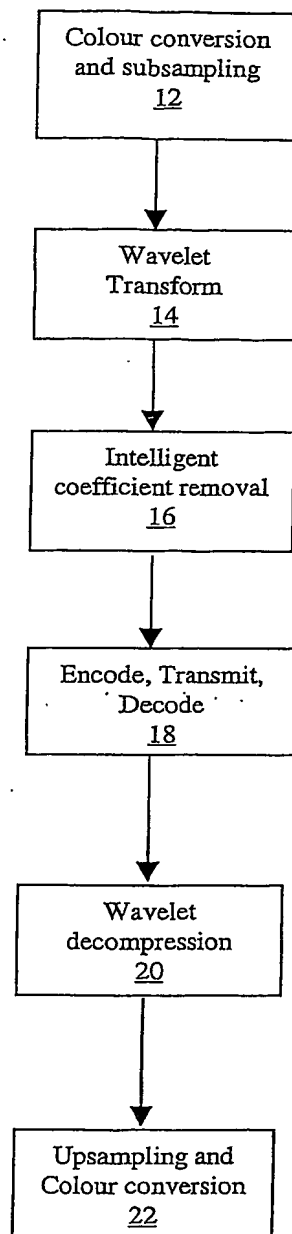 Colour conversion
and subsampling
12
Wavelet
Transform
14
Intelligent
coefficient removal
16
Encode, Transmit,
Decode
18
Wavelet
decompression
20
Upsampling and
Colour conversion
22